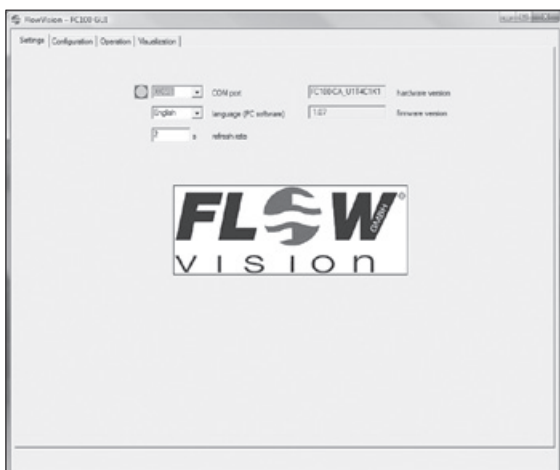 FlowVision - FC100 GUI
Settings Configuration Operation Visualization
COM port hardware version
English language (PC software) 1.07 firmware version
2 s refresh rate
FLOW
GMBH
vision